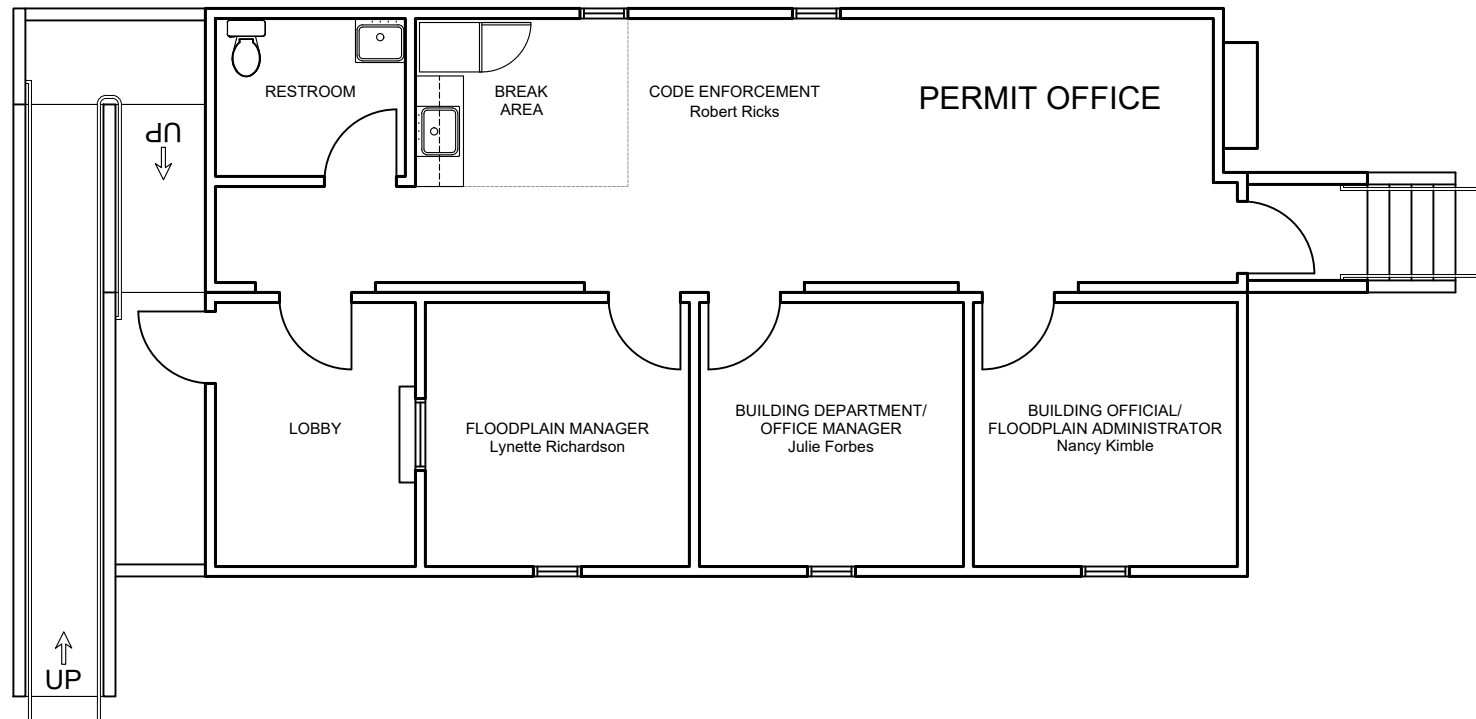 RESTROOM
BREAK
AREA
CODE ENFORCEMENT
Robert Ricks
PERMIT OFFICE
UP
LOBBY
FLOODPLAIN MANAGER
Lynette Richardson
BUILDING DEPARTMENT/
OFFICE MANAGER
Julie Forbes
BUILDING OFFICIAL/
FLOODPLAIN ADMINISTRATOR
Nancy Kimble
UP